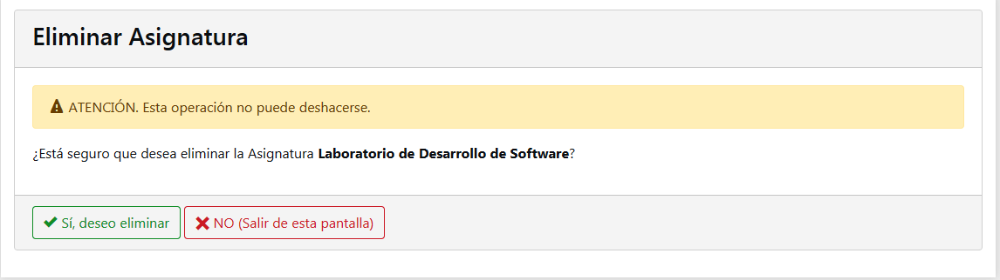 Eliminar Asignatura
ATENCIÓN. Esta operación no puede deshacerse.
¿Está seguro que desea eliminar la Asignatura Laboratorio de Desarrollo de Software?
Sí, deseo eliminar
NO (Salir de esta pantalla)